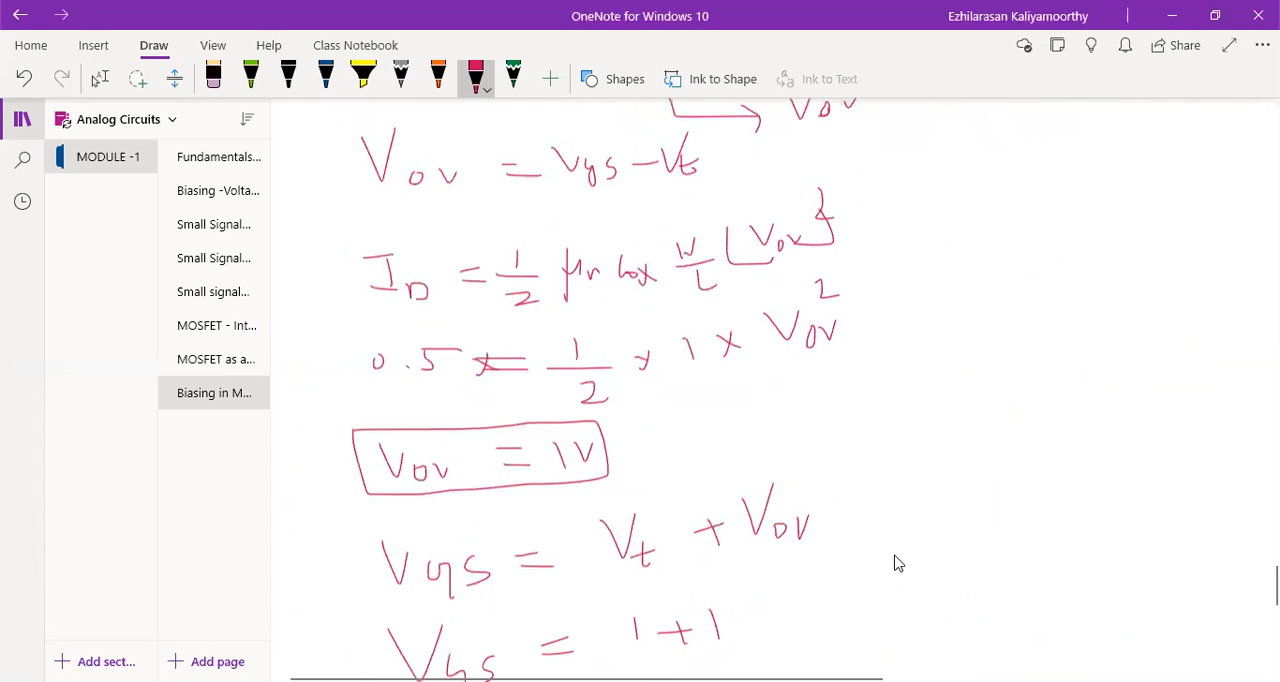 OneNote for Windows 10
Ezhilarasan Kaliyamoorthy
Home Insert Draw View Help Class Notebook
Share
Shapes Ink to Shape Ink to Text
Analog Circuits
MODULE -1
Fundamentals...
Biasing -Volta...
Small Signal...
Small Signal...
Small signal...
MOSFET - Int...
MOSFET as a...
Biasing in M...
+ Add sect...
+ Add page
Vov
Vov = Vgs - Vt
ID = 1/2 μn Cox W/L {Vov}²
0.5 = 1/2 × 1 × Vov²
Vov = 1V
Vgs = Vt + Vov
Vgs = 1 + 1